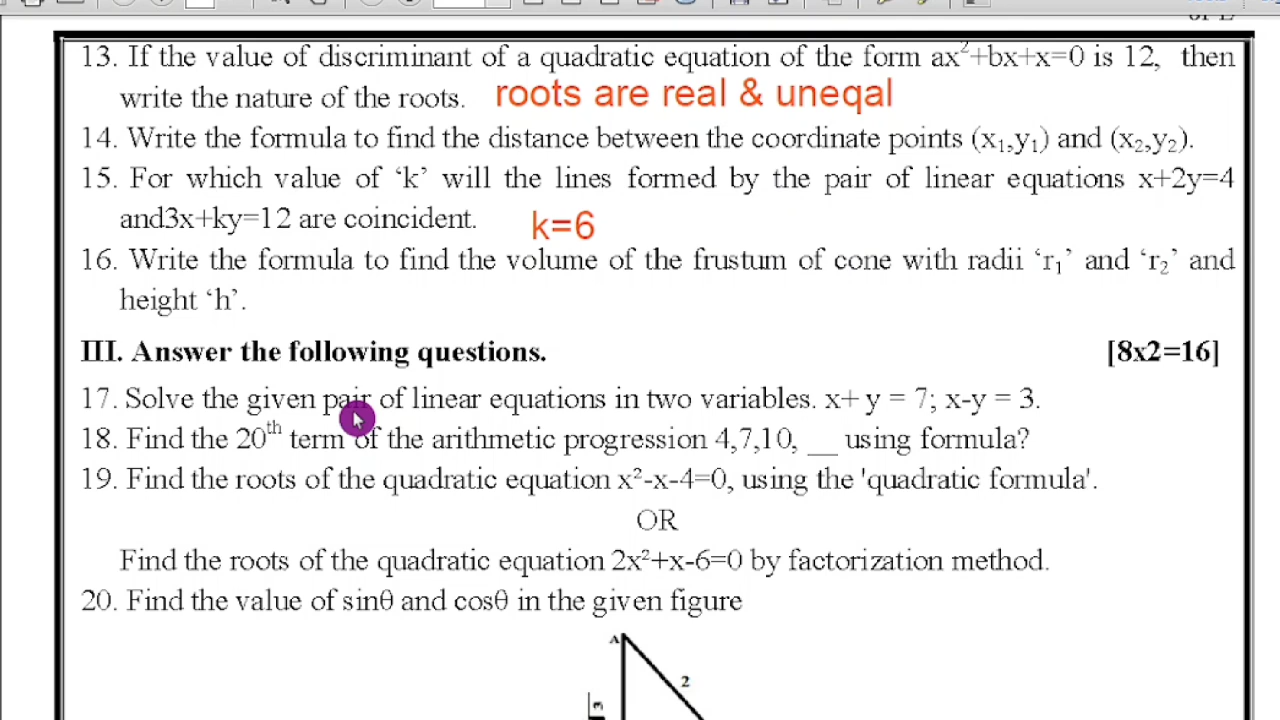 13. If the value of discriminant of a quadratic equation of the form ax²+bx+x=0 is 12, then
write the nature of the roots. roots are real & uneqal
14. Write the formula to find the distance between the coordinate points (x₁,y₁) and (x₂,y₂).
15. For which value of ‘k’ will the lines formed by the pair of linear equations x+2y=4
and3x+ky=12 are coincident. k=6
16. Write the formula to find the volume of the frustum of cone with radii ‘r₁’ and ‘r₂’ and
height ‘h’.
III. Answer the following questions. [8x2=16]
17. Solve the given pair of linear equations in two variables. x+ y = 7; x-y = 3.
18. Find the 20th term of the arithmetic progression 4,7,10, __ using formula?
19. Find the roots of the quadratic equation x²-x-4=0, using the 'quadratic formula'.
OR
Find the roots of the quadratic equation 2x²+x-6=0 by factorization method.
20. Find the value of sinθ and cosθ in the given figure
A
2